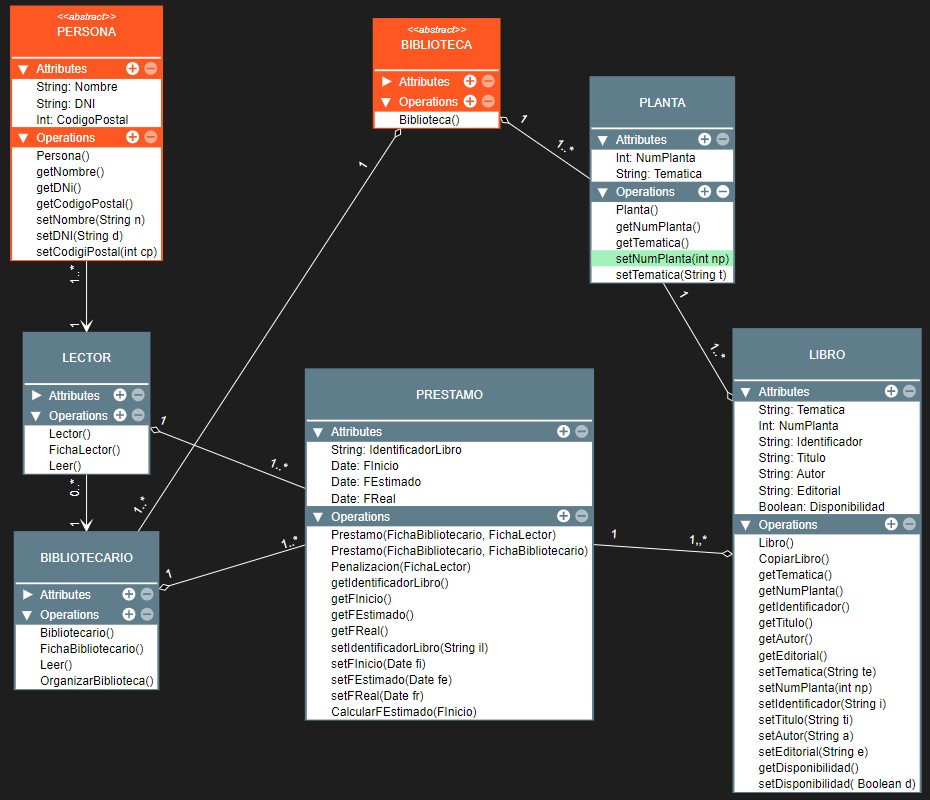 <<abstract>>
PERSONA
Attributes
String: Nombre
String: DNI
Int: CodigoPostal
Operations
Persona()
getNombre()
getDNi()
getCodigoPostal()
setNombre(String n)
setDNI(String d)
setCodigiPostal(int cp)
1..*
1
LECTOR
Attributes
Operations
Lector()
FichaLector()
Leer()
0..*
1
BIBLIOTECARIO
Attributes
Operations
Bibliotecario()
FichaBibliotecario()
Leer()
OrganizarBiblioteca()
<<abstract>>
BIBLIOTECA
Attributes
Operations
Biblioteca()
1
1..*
1
1..*
1
1..*
1
1..*
PRESTAMO
Attributes
String: IdentificadorLibro
Date: FInicio
Date: FEstimado
Date: FReal
Operations
Prestamo(FichaBibliotecario, FichaLector)
Prestamo(FichaBibliotecario, FichaBibliotecario)
Penalizacion(FichaLector)
getIdentificadorLibro()
getFInicio()
getFEstimado()
getFReal()
setIdentificadorLibro(String il)
setFInicio(Date fi)
setFEstimado(Date fe)
setFReal(Date fr)
CalcularFEstimado(FInicio)
1
1,,*
PLANTA
Attributes
Int: NumPlanta
String: Tematica
Operations
Planta()
getNumPlanta()
getTematica()
setNumPlanta(int np)
setTematica(String t)
1
1..*
LIBRO
Attributes
String: Tematica
Int: NumPlanta
String: Identificador
String: Titulo
String: Autor
String: Editorial
Boolean: Disponibilidad
Operations
Libro()
CopiarLibro()
getTematica()
getNumPlanta()
getIdentificador()
getTitulo()
getAutor()
getEditorial()
setTematica(String te)
setNumPlanta(int np)
setIdentificador(String i)
setTitulo(String ti)
setAutor(String a)
setEditorial(String e)
getDisponibilidad()
setDisponibilidad( Boolean d)